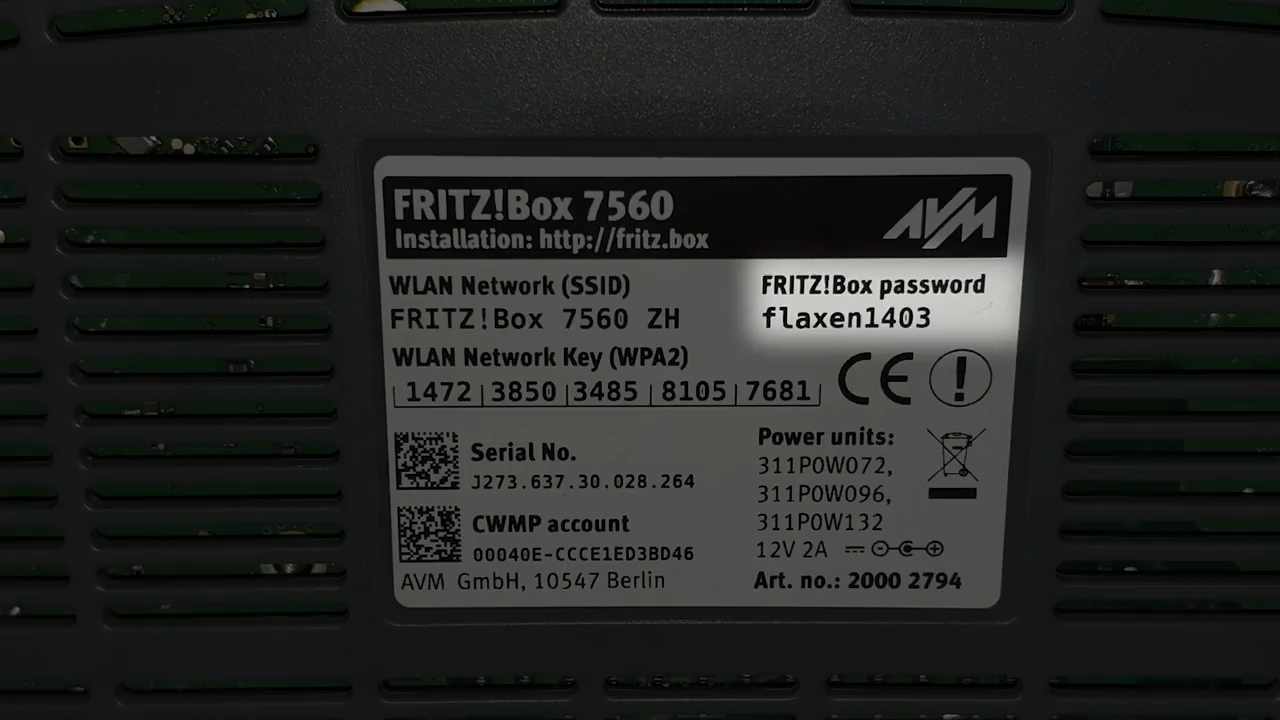 FRITZ!Box 7560
Installation: http://fritz.box
AVM
WLAN Network (SSID)
FRITZ!Box 7560 ZH
FRITZ!Box password
flaxen1403
WLAN Network Key (WPA2)
1472|3850|3485|8105|7681
CE
Serial No.
J273.637.30.028.264
CWMP account
00040E-CCCE1ED3BD46
AVM GmbH, 10547 Berlin
Power units:
311P0W072,
311P0W096,
311P0W132
12V 2A
Art. no.: 2000 2794